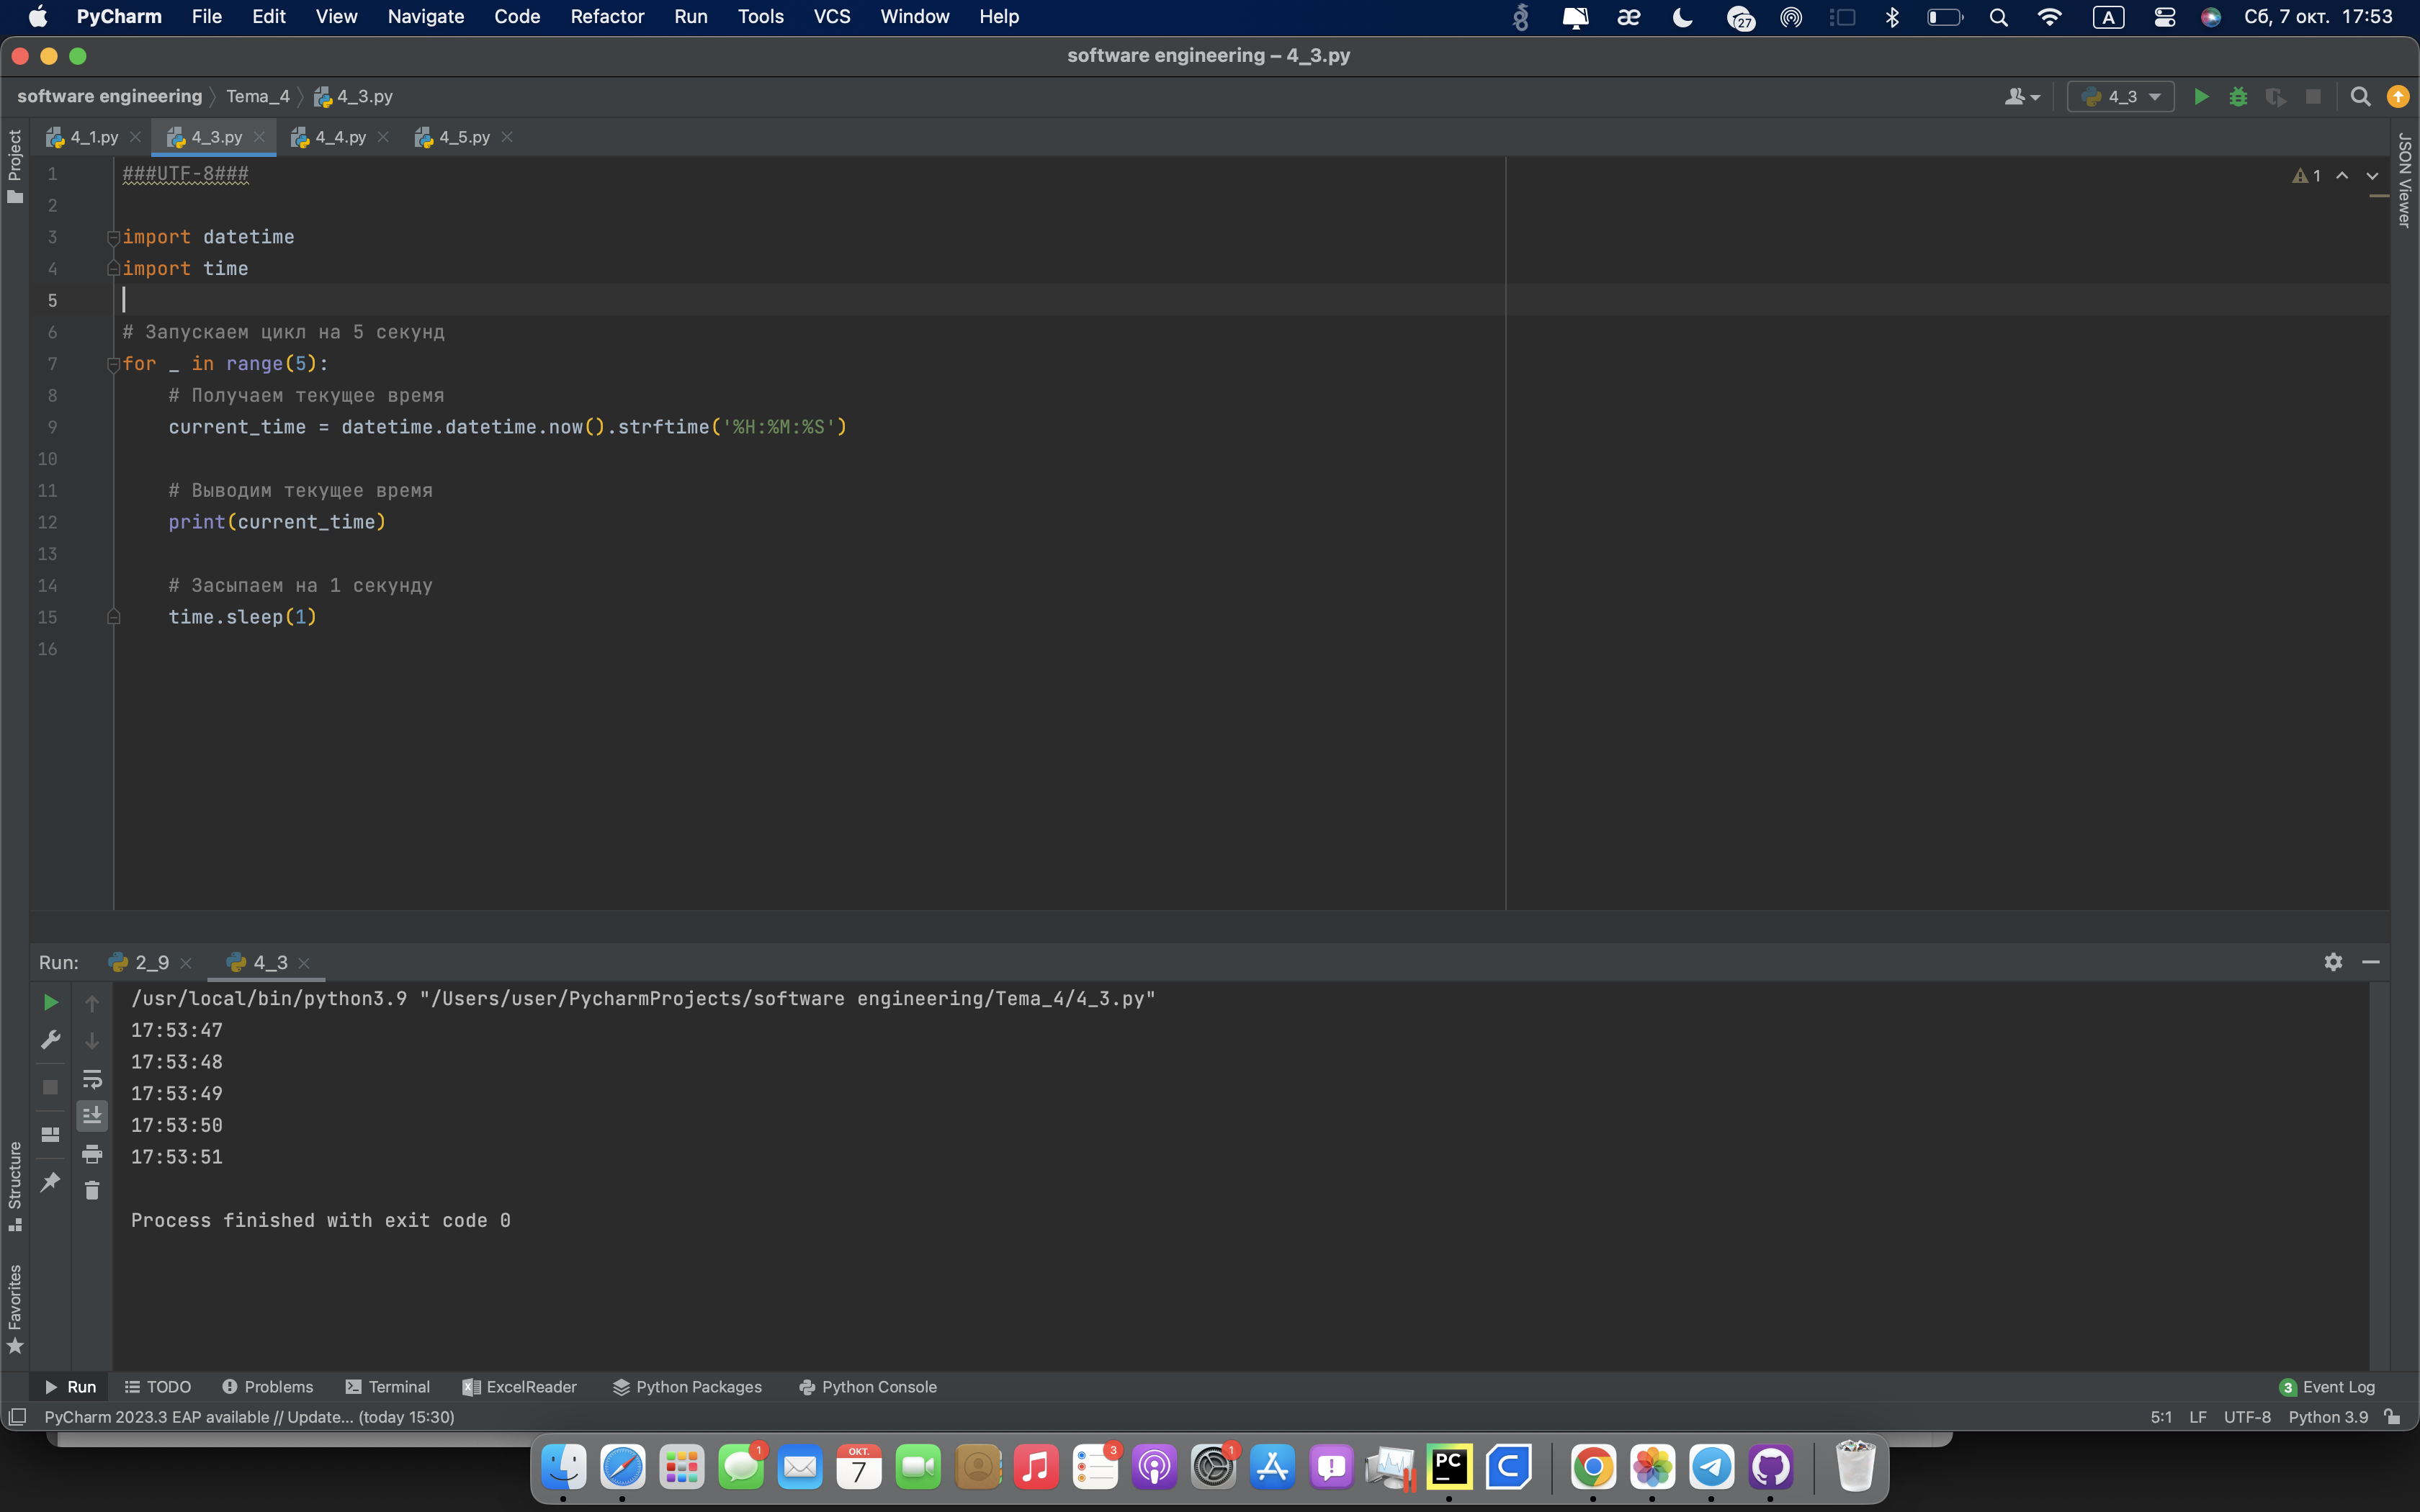 PyCharm File Edit View Navigate Code Refactor Run Tools VCS Window Help 27 A Сб, 7 окт. 17:53
software engineering – 4_3.py
software engineering Tema_4 4_3.py 4_3
Project 4_1.py 4_3.py 4_4.py 4_5.py JSON Viewer
1 ###UTF-8### 1
2
3 import datetime
4 import time
5
6 # Запускаем цикл на 5 секунд
7 for _ in range(5):
8 # Получаем текущее время
9 current_time = datetime.datetime.now().strftime('%H:%M:%S')
10
11 # Выводим текущее время
12 print(current_time)
13
14 # Засыпаем на 1 секунду
15 time.sleep(1)
16
Run: 2_9 4_3
/usr/local/bin/python3.9 "/Users/user/PycharmProjects/software engineering/Tema_4/4_3.py"
17:53:47
17:53:48
17:53:49
17:53:50
17:53:51
Process finished with exit code 0
Structure
Favorites
Run TODO Problems Terminal ExcelReader Python Packages Python Console 3 Event Log
PyCharm 2023.3 EAP available // Update... (today 15:30) 5:1 LF UTF-8 Python 3.9
1 ОКТ. 7 3 1 PC